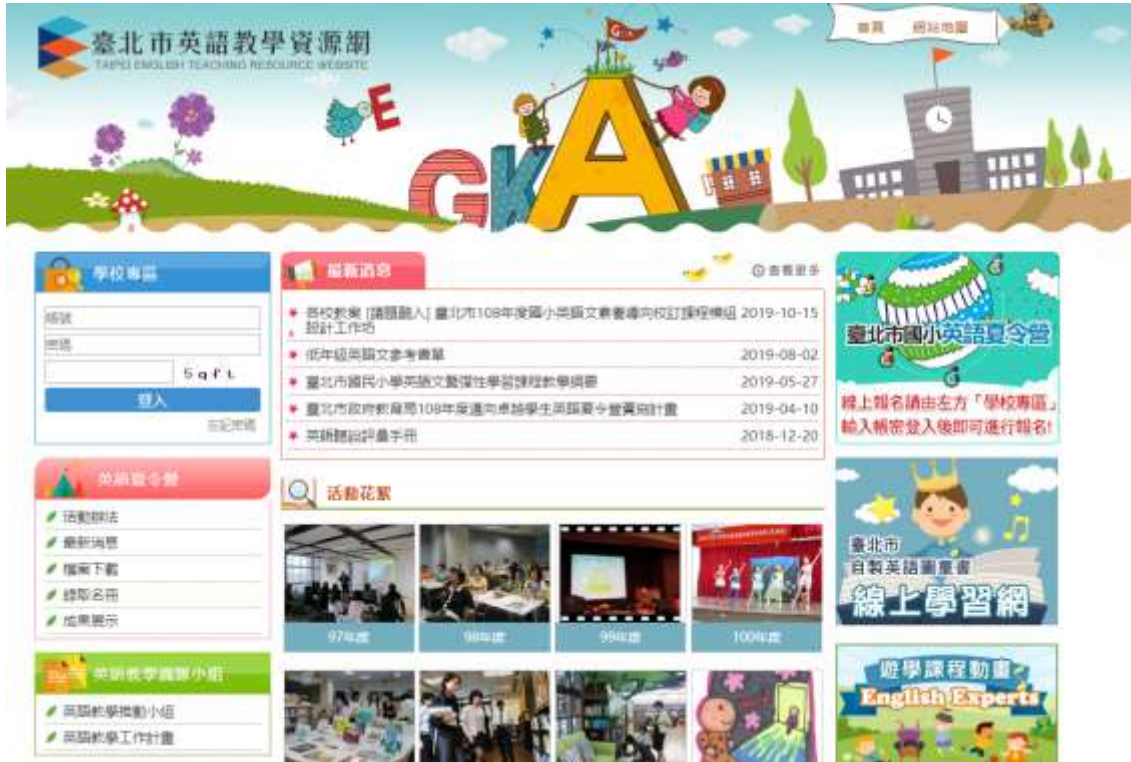 臺北市英語教學資源網
TAIPEI ENGLISH TEACHING RESOURCE WEBSITE
首頁 網站地圖
E
GKA
學校專區
帳號
密碼
5qft
登入
忘記密碼
最新消息
查看更多
各校教案 [議題融入] 臺北市108年度國小英語文素養導向校訂課程模組 2019-10-15
設計工作坊
低年級英語文參考書單 2019-08-02
臺北市國民小學英語文暨彈性學習課程教學綱要 2019-05-27
臺北市政府教育局108年度邁向卓越學生英語夏令營實施計畫 2019-04-10
英語聽說評量手冊 2018-12-20
英語夏令營
活動辦法
最新消息
檔案下載
錄取名冊
成果展示
英語教學團隊小組
英語教學推動小組
英語教學工作計畫
活動花絮
97年度
98年度
99年度
100年度
臺北市國小英語夏令營
線上報名請由左方「學校專區」
輸入帳密登入後即可進行報名!
臺北市
自製英語圖畫書
線上學習網
遊學課程動畫
English Experts